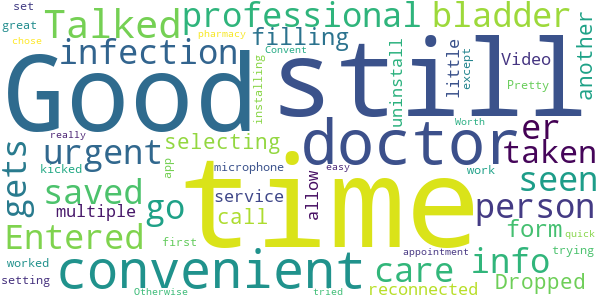 set
great
chose
Talked
professional
bladder
pharmacy
filling
Convent
infection
installing
Good
still
uninstall
little
except
Video
Pretty
another
Worth
urgent
selecting
doctor
er
taken
gets
really
kicked
app
microphone
easy
work
saved
multiple
go
service
call
allow
time
seen
person
Entered
convenient
care
info
form
trying
first
appointment
quick
worked
setting
Otherwise
tried
reconnected
Dropped